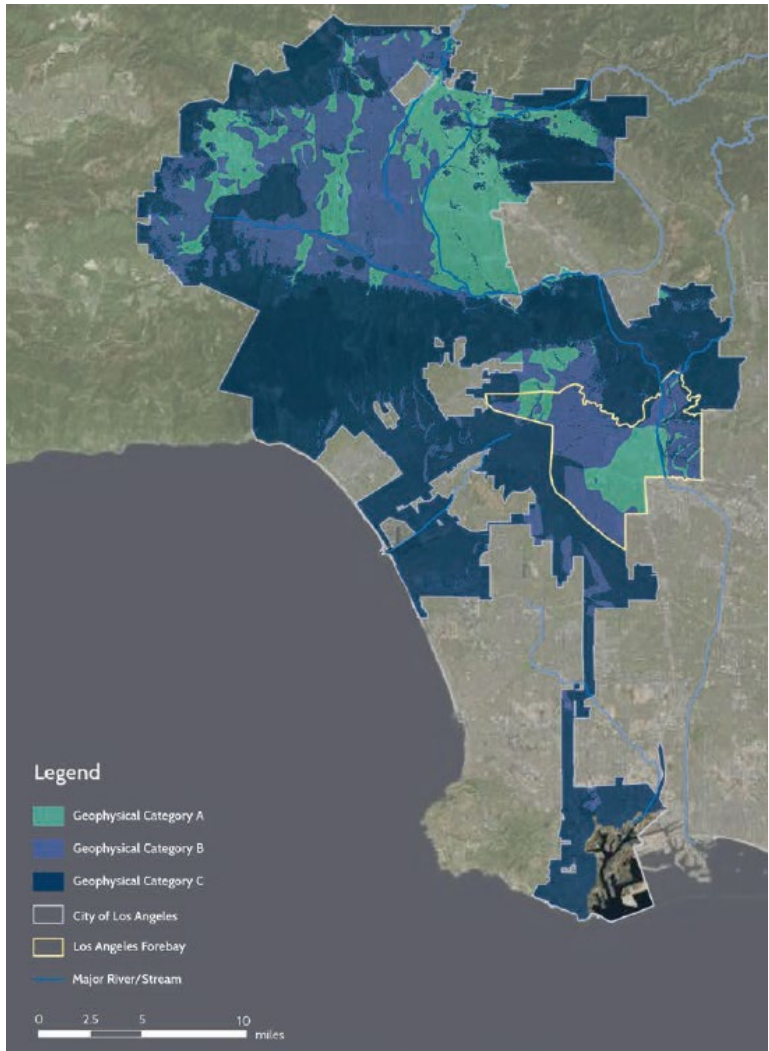 Legend
Geophysical Category A
Geophysical Category B
Geophysical Category C
City of Los Angeles
Los Angeles Forebay
Major River/Stream
0 2.5 5 10
miles